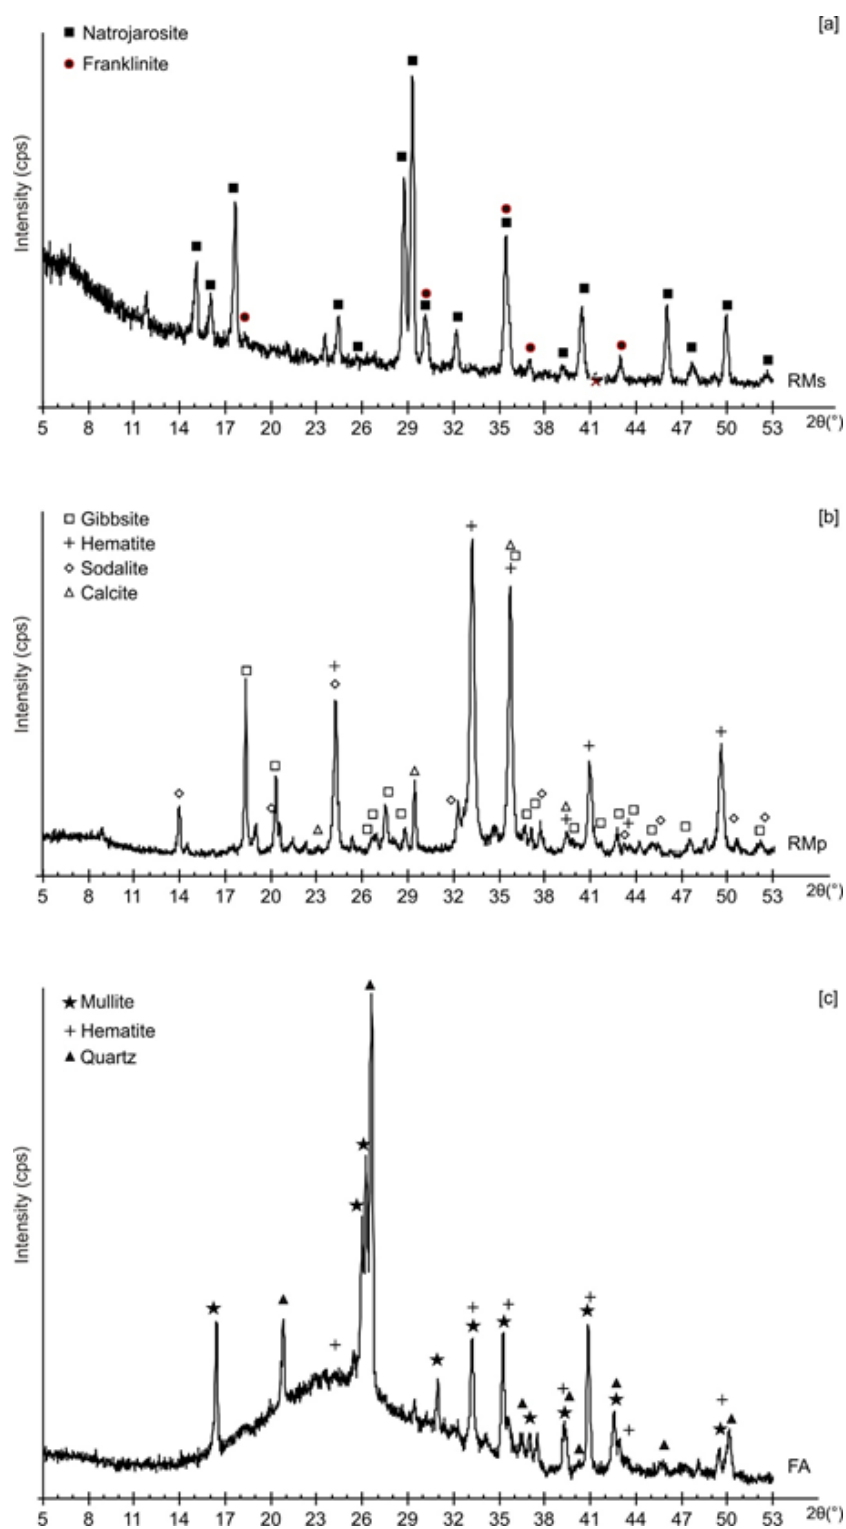 [a]
Natrojarosite
Franklinite
Intensity (cps)
RMs
5 8 11 14 17 20 23 26 29 32 35 38 41 44 47 50 53 2θ(°)
[b]
Gibbsite
Hematite
Sodalite
Calcite
Intensity (cps)
RMp
5 8 11 14 17 20 23 26 29 32 35 38 41 44 47 50 53 2θ(°)
[c]
Mullite
Hematite
Quartz
Intensity (cps)
FA
5 8 11 14 17 20 23 26 29 32 35 38 41 44 47 50 53 2θ(°)